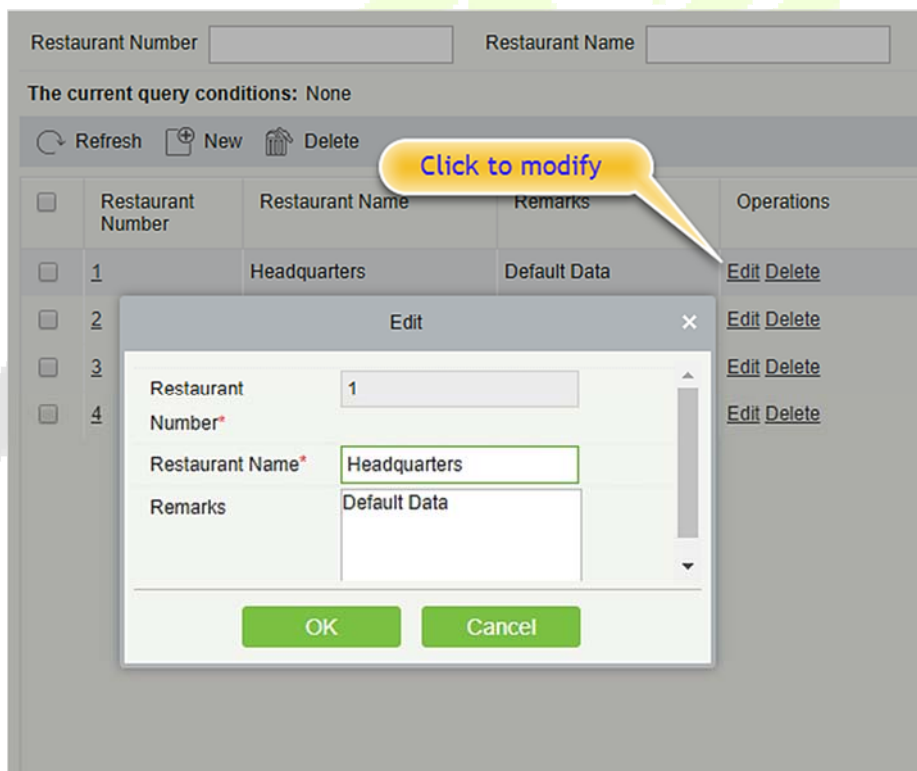 Restaurant Number Restaurant Name
The current query conditions: None
Refresh New Delete
Click to modify
Restaurant Number Restaurant Name Remarks Operations
1 Headquarters Default Data Edit Delete
2 Edit Delete
3 Edit Delete
4 Edit Delete
Edit
Restaurant Number* 1
Restaurant Name* Headquarters
Remarks Default Data
OK Cancel